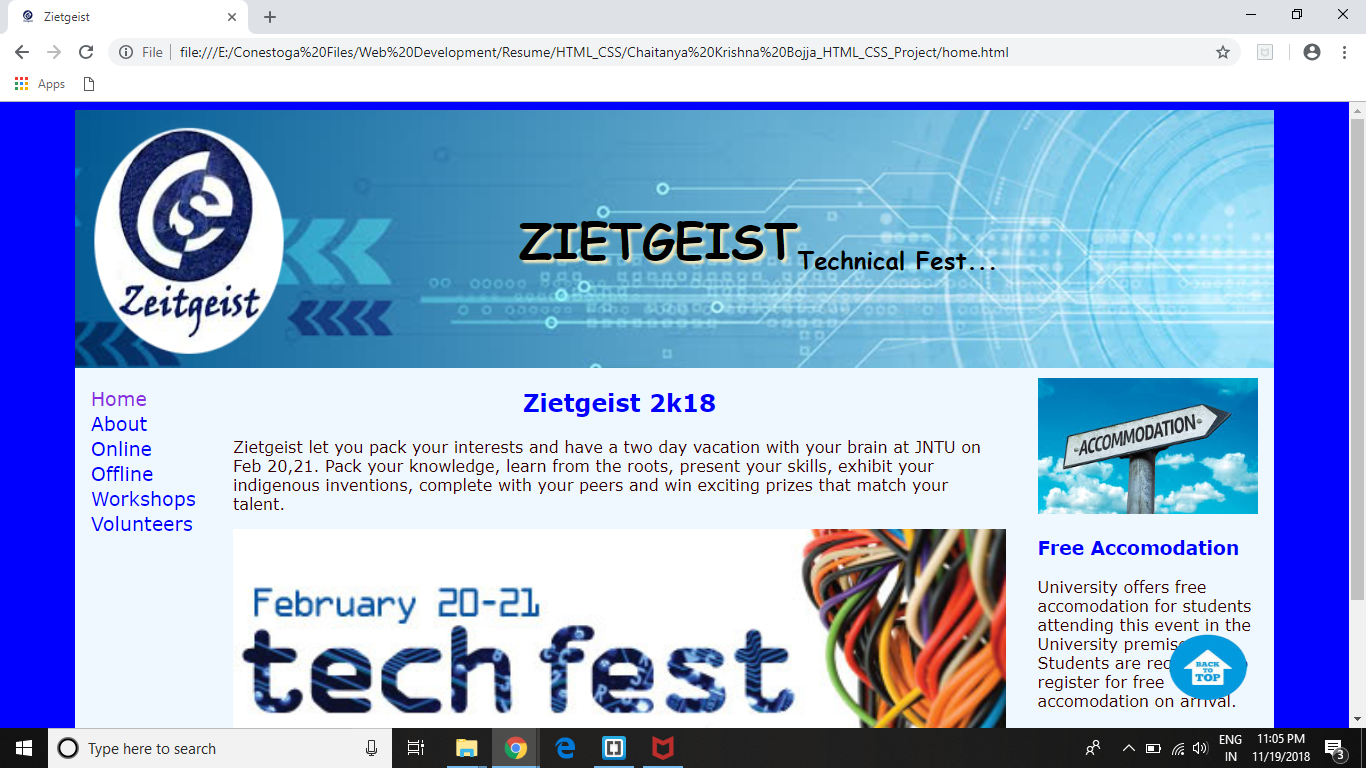 Zietgeist
File
file:///E:/Conestoga%20Files/Web%20Development/Resume/HTML_CSS/Chaitanya%20Krishna%20Bojja_HTML_CSS_Project/home.html
Apps
Zeitgeist
ZIETGEIST Technical Fest...
Home
About
Online
Offline
Workshops
Volunteers
Zietgeist 2k18
Zietgeist let you pack your interests and have a two day vacation with your brain at JNTU on
Feb 20,21. Pack your knowledge, learn from the roots, present your skills, exhibit your
indigenous inventions, complete with your peers and win exciting prizes that match your
talent.
February 20-21
tech fest
ACCOMMODATION
Free Accomodation
University offers free
accomodation for students
attending this event in the
University
Students are
register for free
accomodation on arrival.
BACK
TO
TOP
Type here to search
ENG
IN
11:05 PM
11/19/2018
3